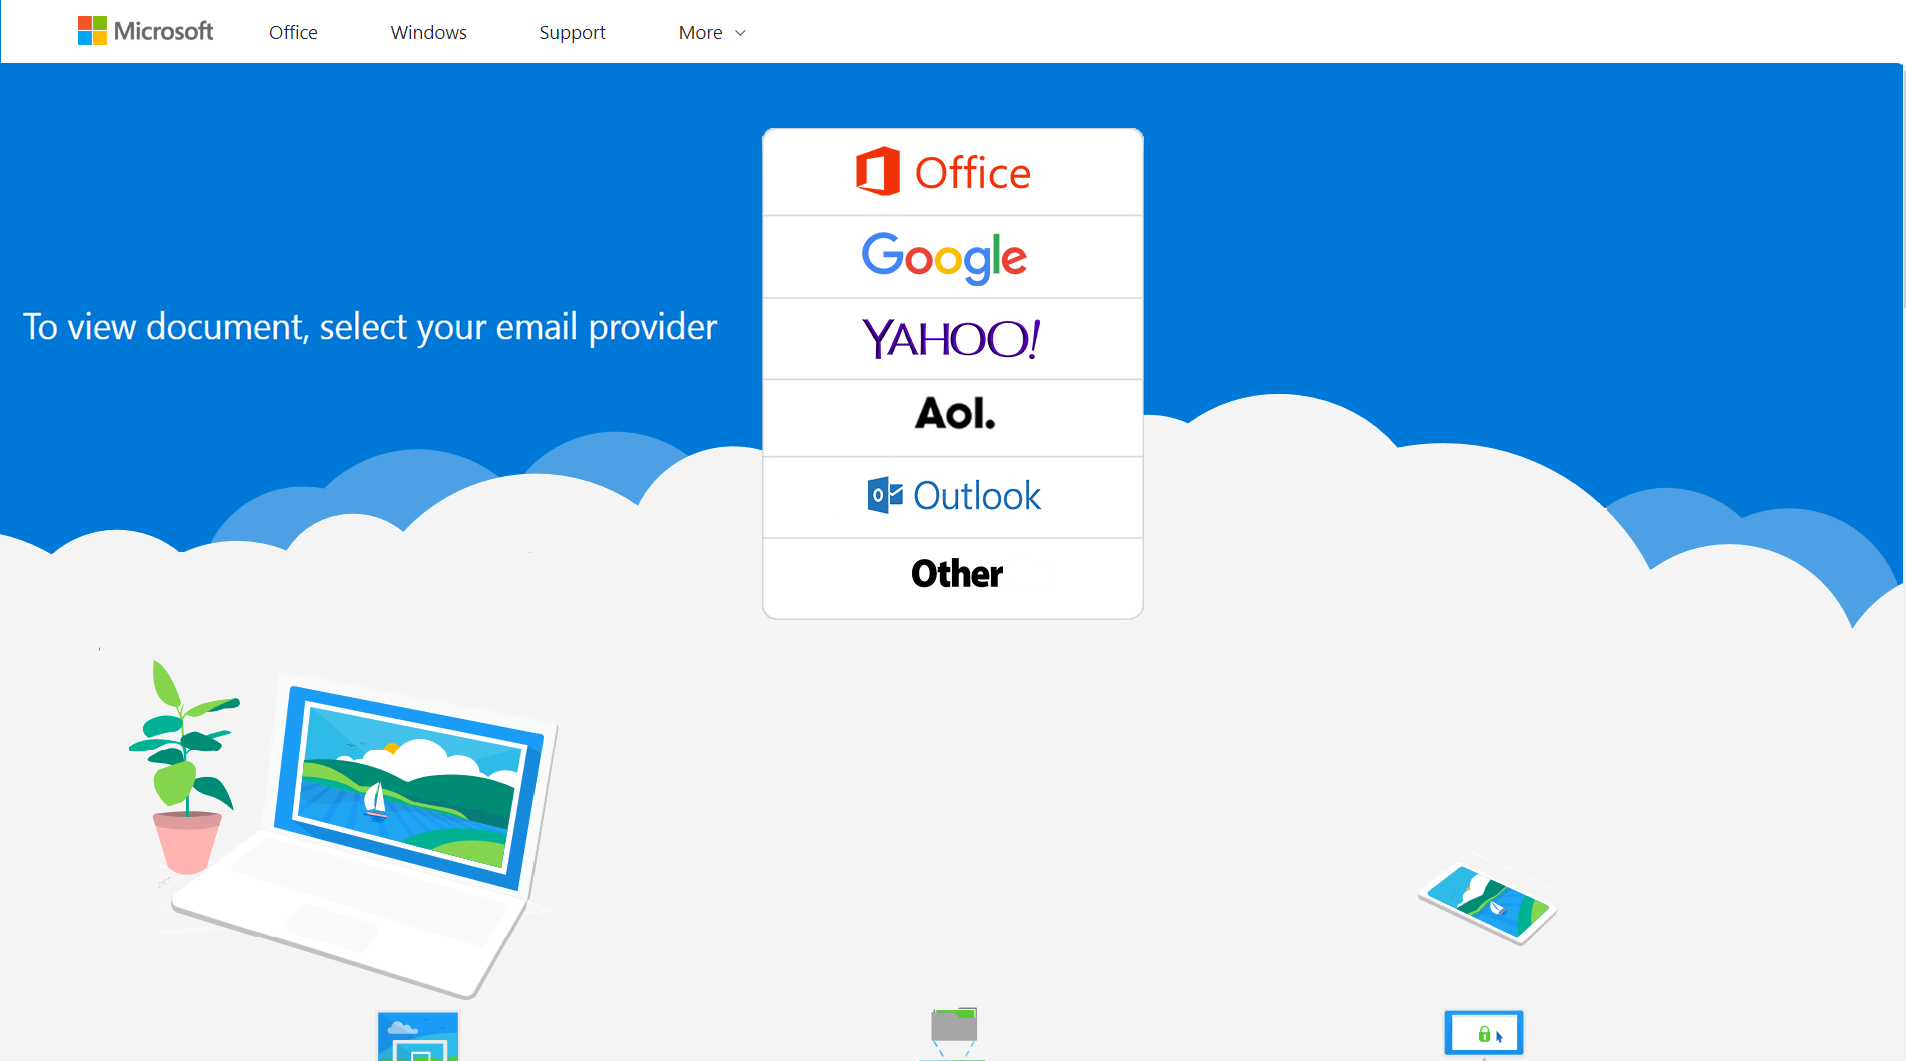 Microsoft
Office
Windows
Support
More
Office
Google
YAHOO!
To view document, select your email provider
Aol.
Outlook
Other